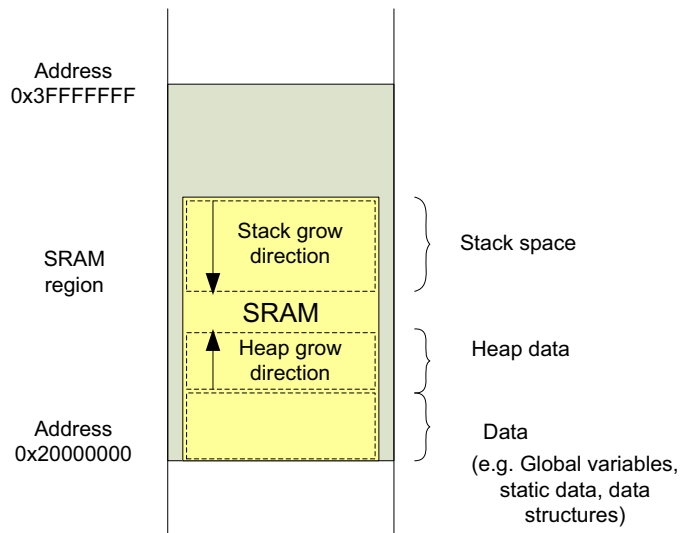 Address
0x3FFFFFFF
Stack grow
direction
Stack space
SRAM
region
SRAM
Heap grow
direction
Heap data
Address
0x20000000
Data
(e.g. Global variables,
static data, data
structures)